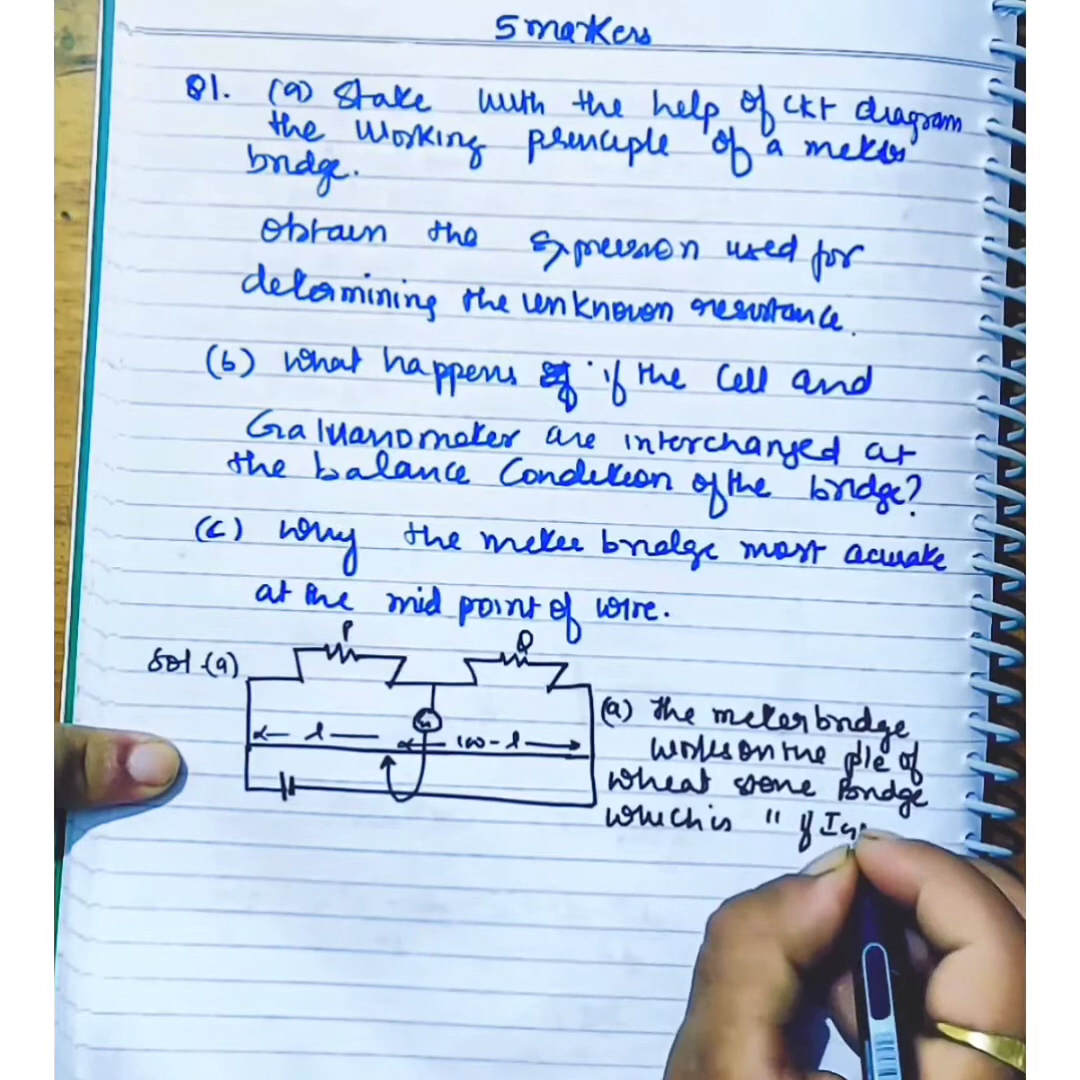 5 markers
Q1. (a) State with the help of ckt diagram
the working principle of a meter
bridge.
Obtain the expression used for
determining the unknown resistance.
(b) What happens if the Cell and
Galvanometer are interchanged at
the balance Condition of the bridge?
(c) Why the meter bridge most accurate
at the mid point of wire.
Sol-(a)
P
Q
G
l
100-l
(a) The meter bridge
works on the ple of
wheat stone bridge
which is " if Ig